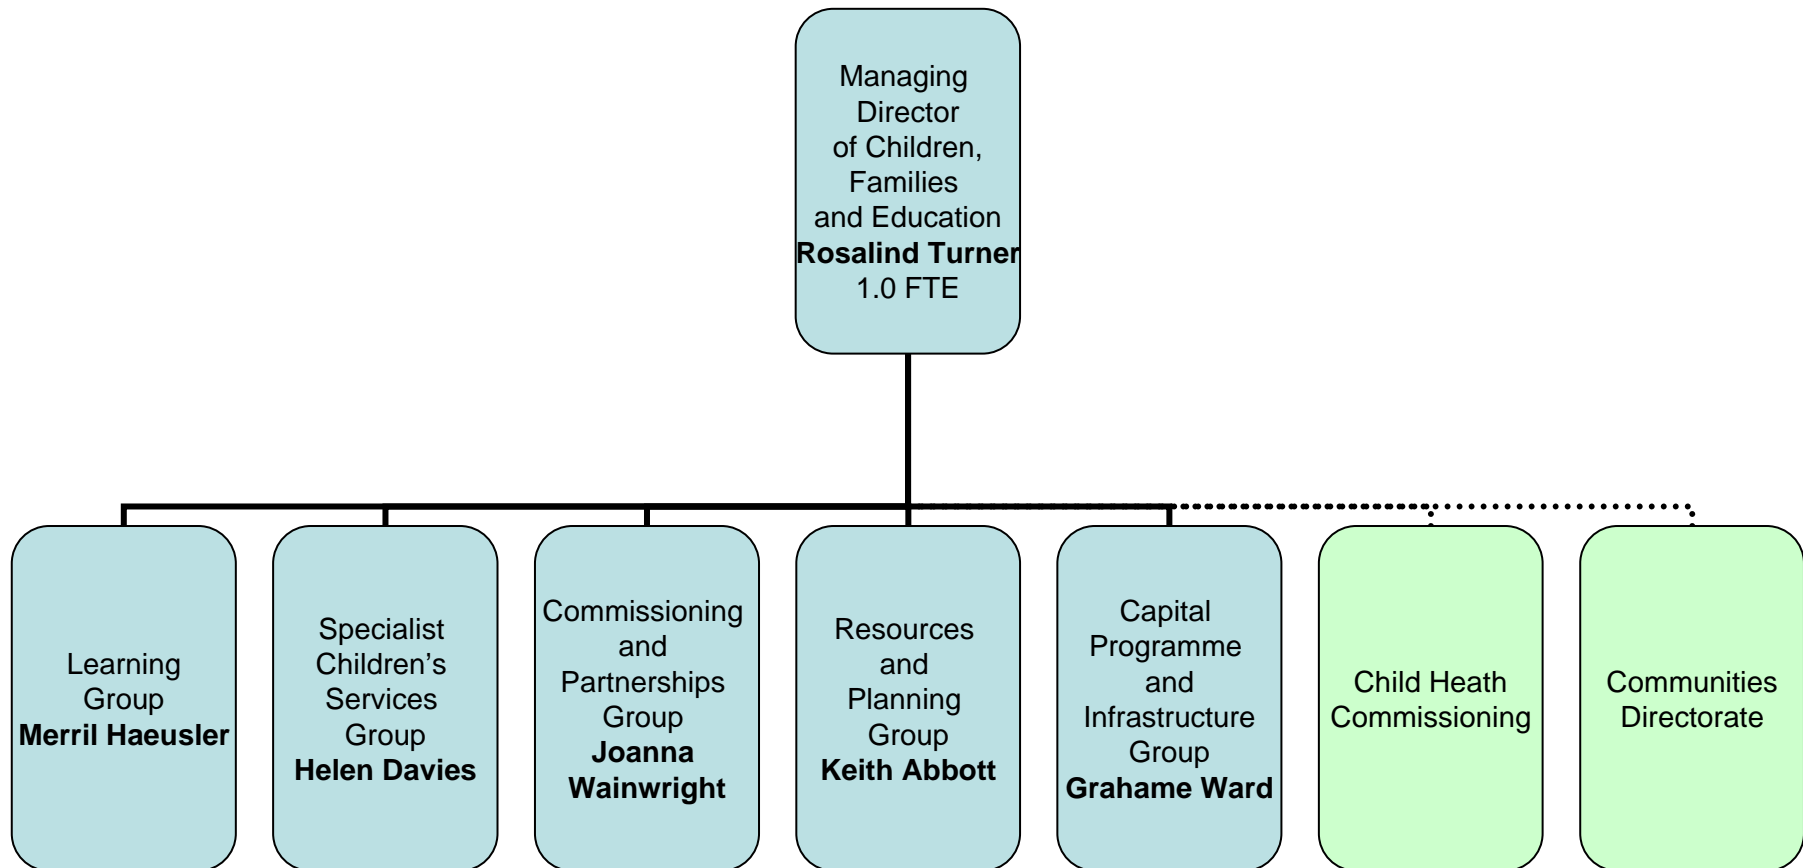 Managing
Director
of Children,
Families
and Education
Rosalind Turner
1.0 FTE
Learning
Group
Merril Haeusler
Specialist
Children’s
Services
Group
Helen Davies
Commissioning
and
Partnerships
Group
Joanna
Wainwright
Resources
and
Planning
Group
Keith Abbott
Capital
Programme
and
Infrastructure
Group
Grahame Ward
Child Heath
Commissioning
Communities
Directorate